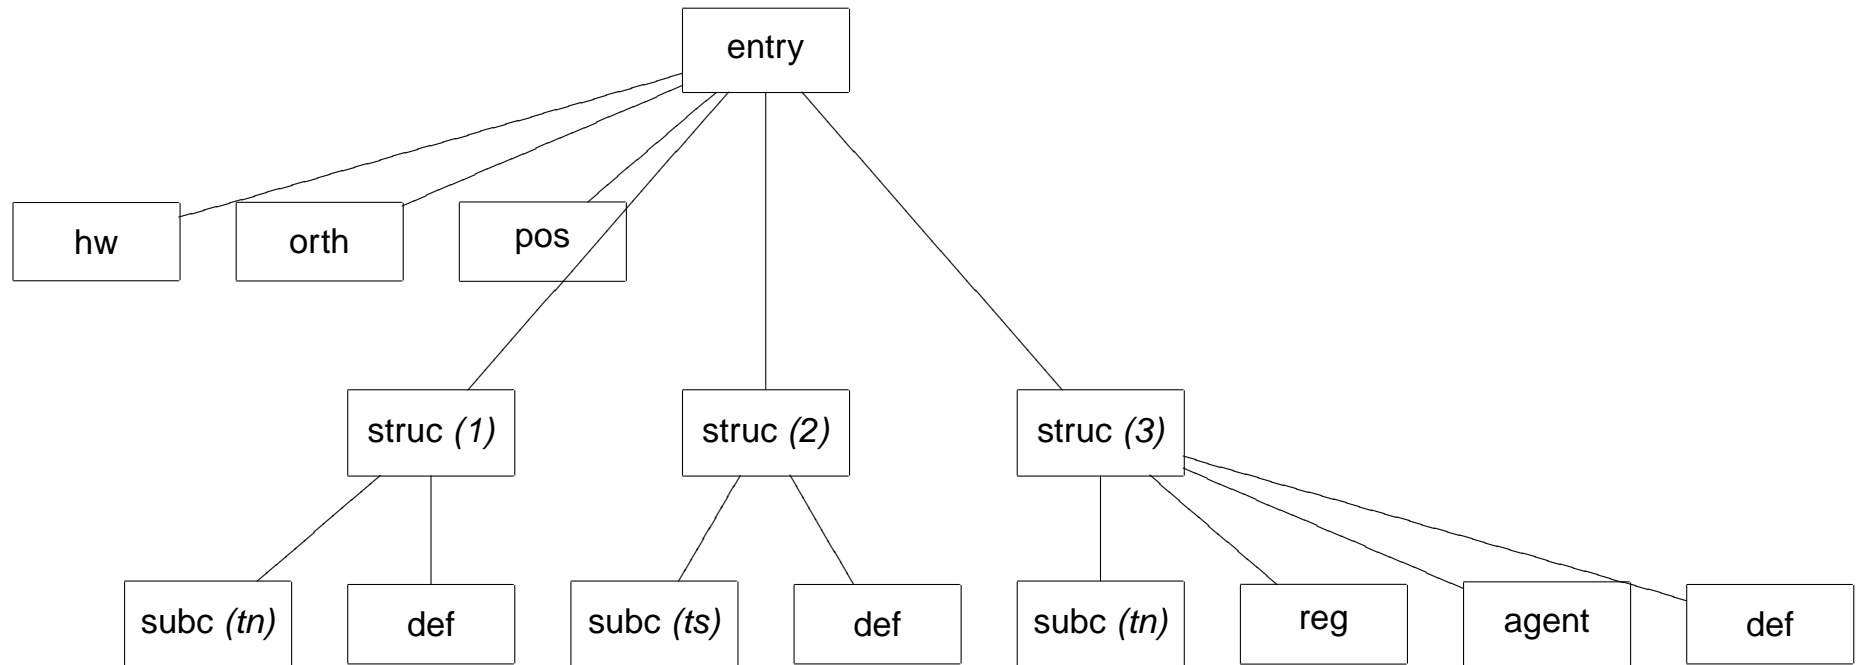 entry
hw
orth
pos
struc (1)
struc (2)
struc (3)
subc (tn)
def
subc (ts)
def
subc (tn)
reg
agent
def